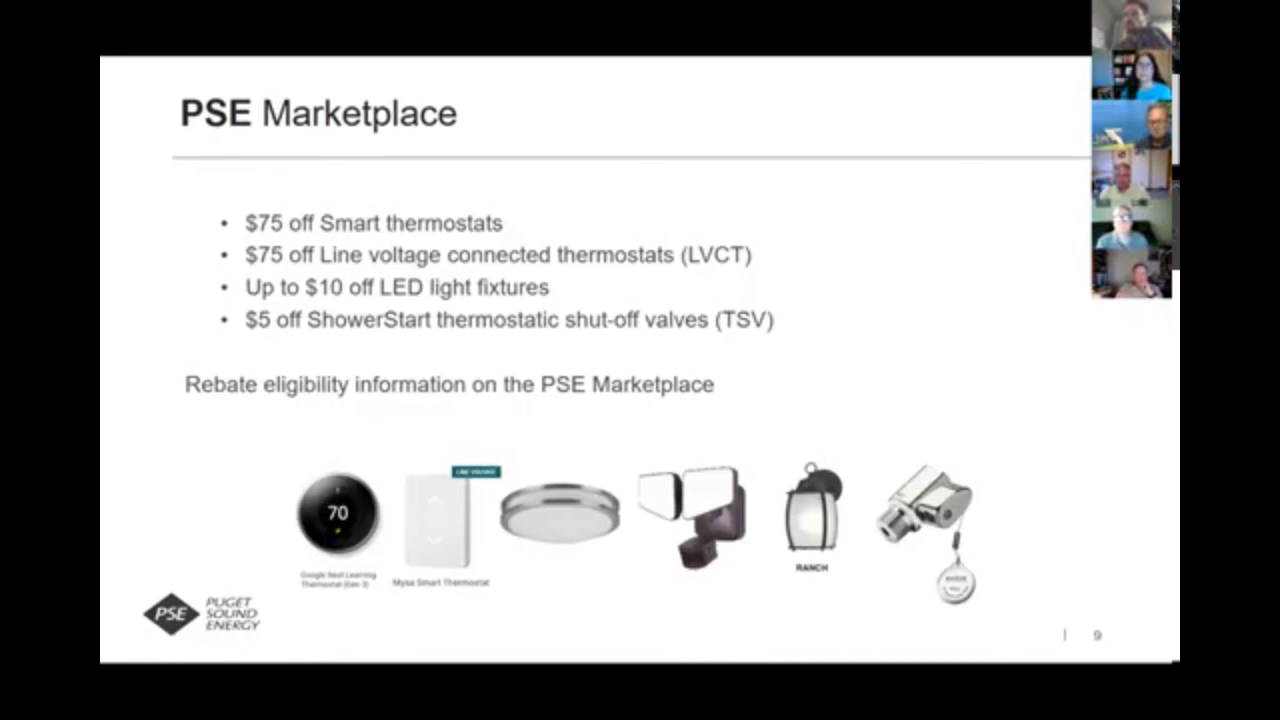 PSE Marketplace
• $75 off Smart thermostats
• $75 off Line voltage connected thermostats (LVCT)
• Up to $10 off LED light fixtures
• $5 off ShowerStart thermostatic shut-off valves (TSV)
Rebate eligibility information on the PSE Marketplace
LINE VOLTAGE
70
Google Nest Learning
Thermostat (Gen 3)
Mysa Smart Thermostat
RANCH
PSE
PUGET
SOUND
ENERGY
| 9